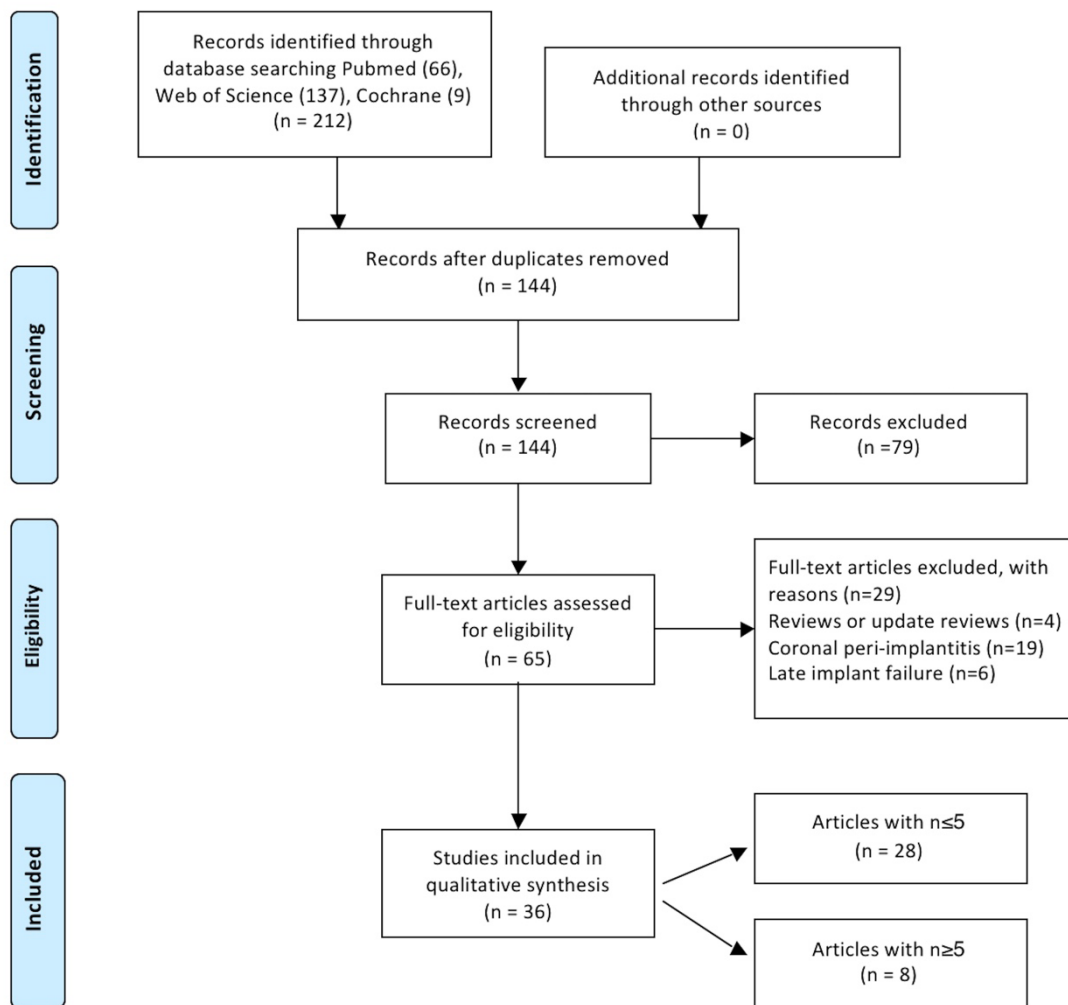 Identification
Records identified through
database searching Pubmed (66),
Web of Science (137), Cochrane (9)
(n = 212)
Additional records identified
through other sources
(n = 0)
Records after duplicates removed
(n = 144)
Screening
Records screened
(n = 144)
Records excluded
(n =79)
Eligibility
Full-text articles assessed
for eligibility
(n = 65)
Full-text articles excluded, with
reasons (n=29)
Reviews or update reviews (n=4)
Coronal peri-implantitis (n=19)
Late implant failure (n=6)
Included
Studies included in
qualitative synthesis
(n = 36)
Articles with n≤5
(n = 28)
Articles with n≥5
(n = 8)